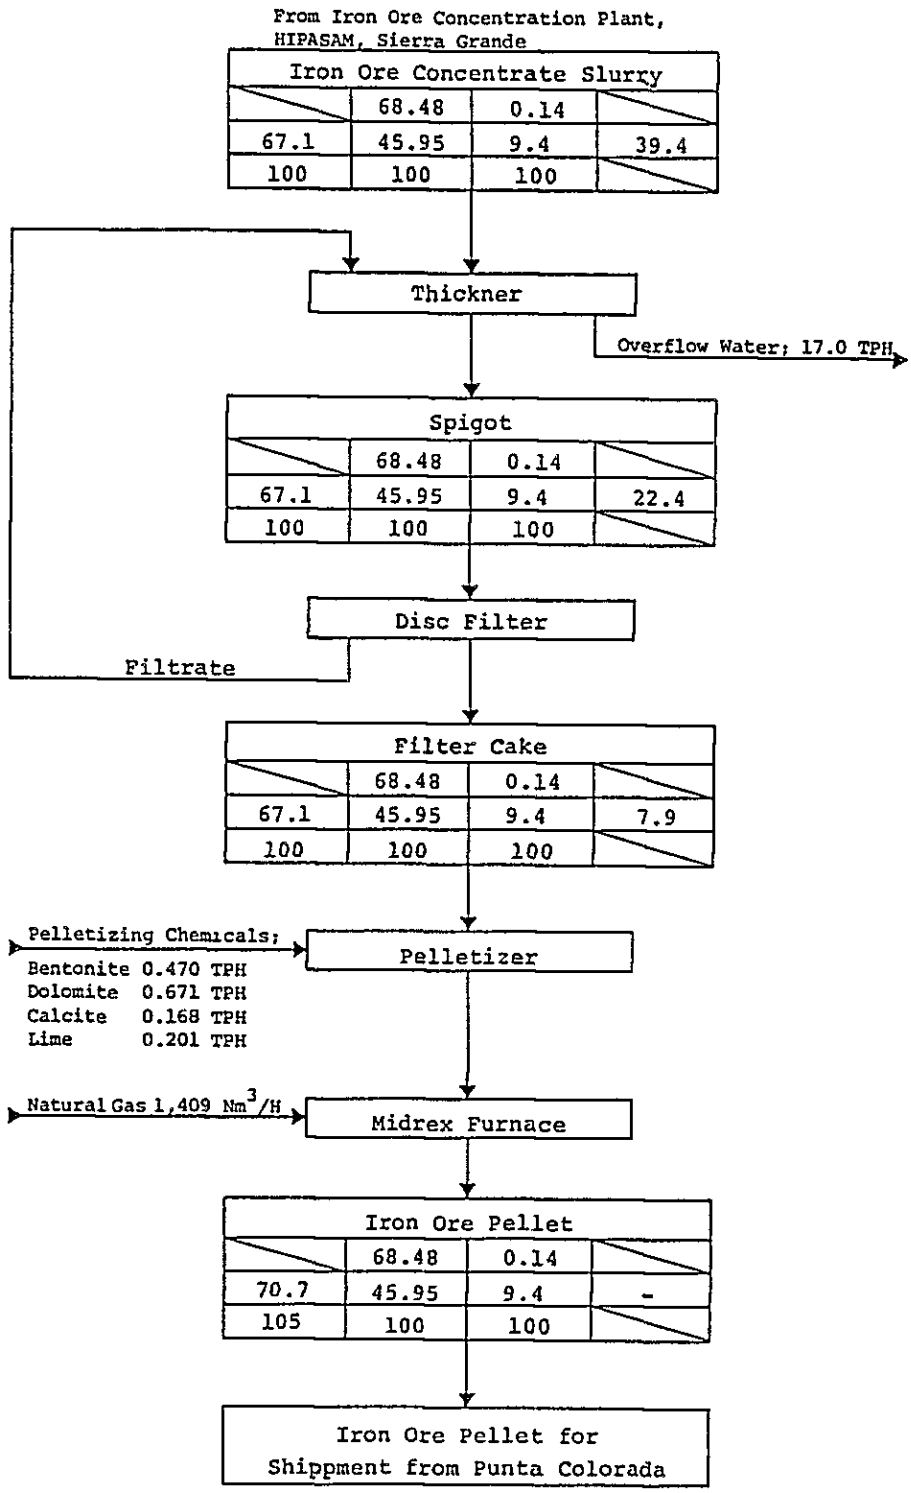 From Iron Ore Concentration Plant,
HIPASAM, Sierra Grande
Iron Ore Concentrate Slurry
68.48 0.14
67.1 45.95 9.4 39.4
100 100 100
Thickner
Overflow Water; 17.0 TPH
Spigot
68.48 0.14
67.1 45.95 9.4 22.4
100 100 100
Disc Filter
Filtrate
Filter Cake
68.48 0.14
67.1 45.95 9.4 7.9
100 100 100
Pelletizing Chemicals;
Pelletizer
Bentonite 0.470 TPH
Dolomite 0.671 TPH
Calcite 0.168 TPH
Lime 0.201 TPH
Natural Gas 1,409 Nm³/H
Midrex Furnace
Iron Ore Pellet
68.48 0.14
70.7 45.95 9.4 -
105 100 100
Iron Ore Pellet for
Shippment from Punta Colorada